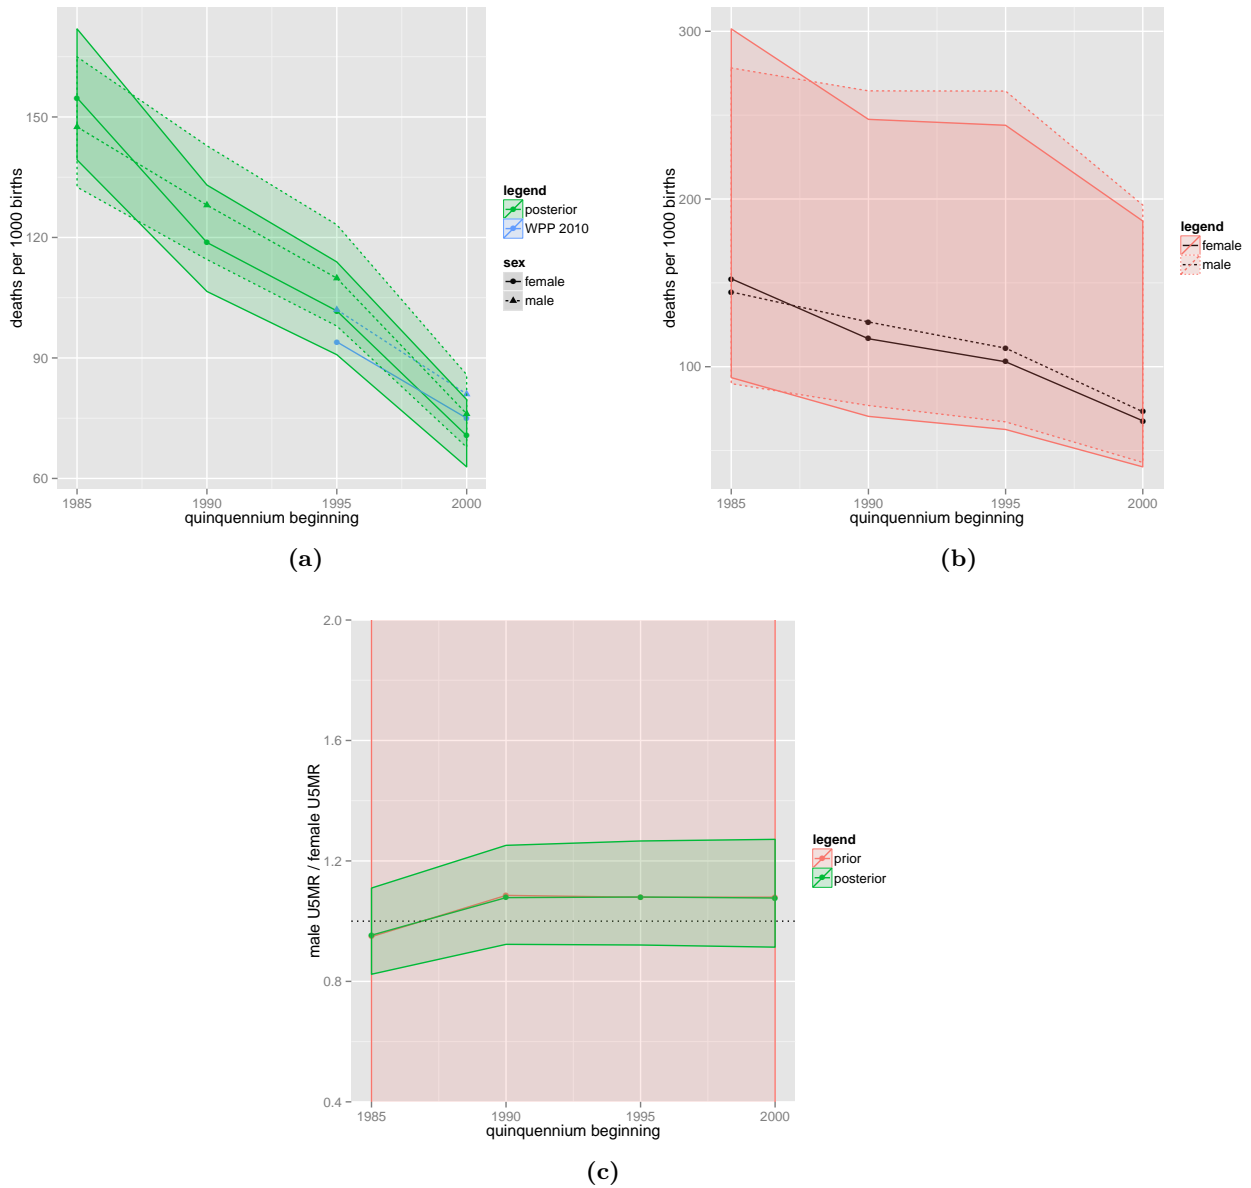 deaths per 1000 births
150
120
90
60
1985
1990
1995
2000
quinquennium beginning
legend
posterior
WPP 2010
sex
female
male
(a)
deaths per 1000 births
300
200
100
1985
1990
1995
2000
quinquennium beginning
legend
female
male
(b)
male U5MR / female U5MR
2.0
1.6
1.2
0.8
0.4
1985
1990
1995
2000
quinquennium beginning
legend
prior
posterior
(c)